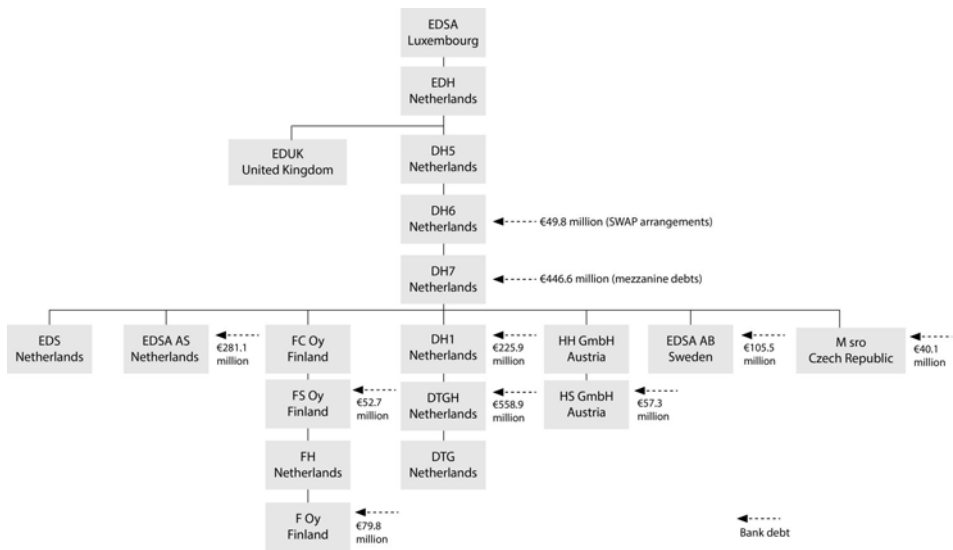 EDSA
Luxembourg
EDH
Netherlands
EDUK
United Kingdom
DH5
Netherlands
DH6
Netherlands
€49.8 million (SWAP arrangements)
DH7
Netherlands
€446.6 million (mezzanine debts)
EDS
Netherlands
EDSA AS
Netherlands
€281.1
million
FC Oy
Finland
DH1
Netherlands
€225.9
million
HH GmbH
Austria
EDSA AB
Sweden
€105.5
million
M sro
Czech Republic
€40.1
million
FS Oy
Finland
€52.7
million
DTGH
Netherlands
€558.9
million
HS GmbH
Austria
€57.3
million
FH
Netherlands
DTG
Netherlands
F Oy
Finland
€79.8
million
Bank debt